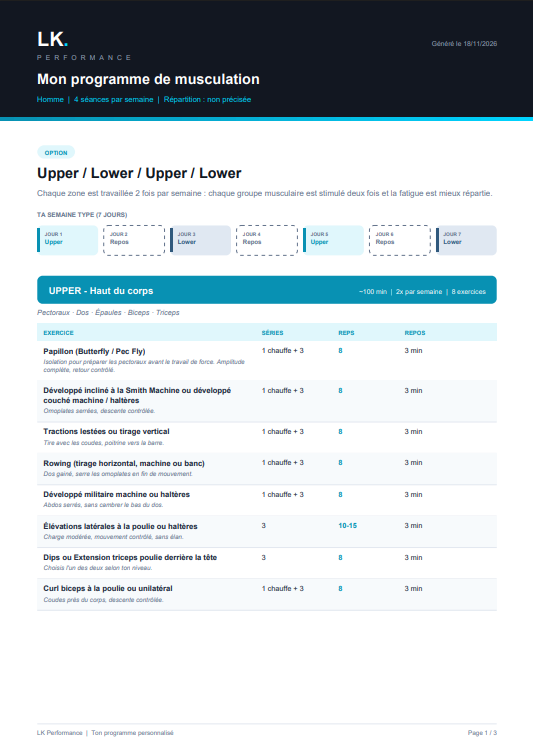 LK.
PERFORMANCE
Généré le 18/11/2026
Mon programme de musculation
Homme | 4 séances par semaine | Répartition : non précisée
OPTION
Upper / Lower / Upper / Lower
Chaque zone est travaillée 2 fois par semaine : chaque groupe musculaire est stimulé deux fois et la fatigue est mieux répartie.
TA SEMAINE TYPE (7 JOURS)
JOUR 1
Upper
JOUR 2
Repos
JOUR 3
Lower
JOUR 4
Repos
JOUR 5
Upper
JOUR 6
Repos
JOUR 7
Lower
UPPER - Haut du corps
~100 min | 2x par semaine | 8 exercices
Pectoraux · Dos · Épaules · Biceps · Triceps
EXERCICE SÉRIES REPS REPOS
Papillon (Butterfly / Pec Fly) 1 chauffe + 3 8 3 min
Isolation pour préparer les pectoraux avant le travail de force. Amplitude
complète, retour contrôlé.
Développé incliné à la Smith Machine ou développé 1 chauffe + 3 8 3 min
couché machine / haltères
Omoplates serrées, descente contrôlée.
Tractions lestées ou tirage vertical 1 chauffe + 3 8 3 min
Tire avec les coudes, poitrine vers la barre.
Rowing (tirage horizontal, machine ou banc) 1 chauffe + 3 8 3 min
Dos gainé, serre les omoplates en fin de mouvement.
Développé militaire machine ou haltères 1 chauffe + 3 8 3 min
Abdos serrés, sans cambrer le bas du dos.
Élévations latérales à la poulie ou haltères 3 10-15 3 min
Charge modérée, mouvement contrôlé, sans élan.
Dips ou Extension triceps poulie derrière la tête 3 8 3 min
Choisis l'un des deux selon ton niveau.
Curl biceps à la poulie ou unilatéral 1 chauffe + 3 8 3 min
Coudes près du corps, descente contrôlée.
LK Performance | Ton programme personnalisé
Page 1 / 3